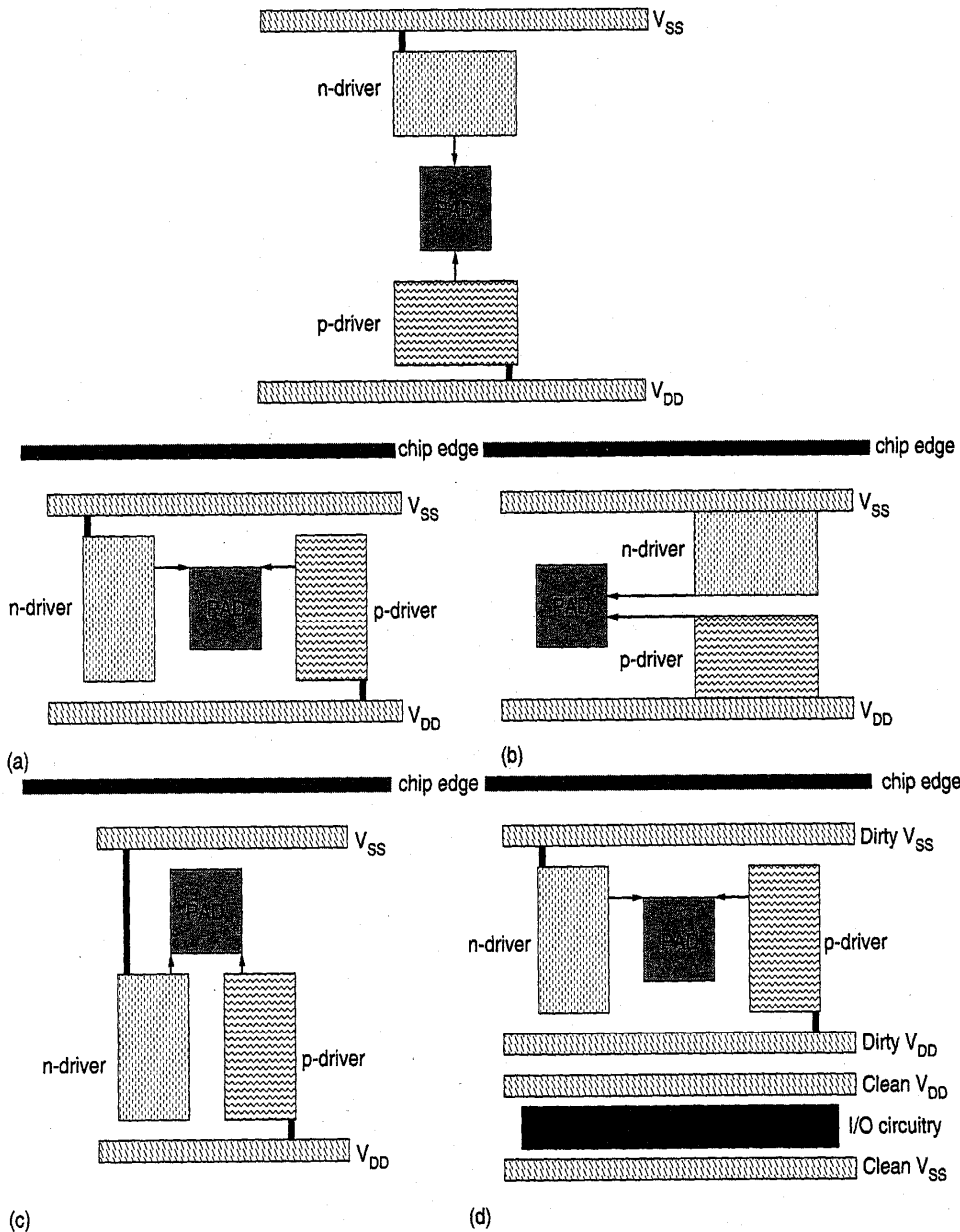 V_SS
n-driver
PAD
p-driver
V_DD
chip edge
chip edge
V_SS
n-driver
PAD
p-driver
V_DD
(a)
V_SS
n-driver
PAD
p-driver
V_DD
(b)
chip edge
chip edge
V_SS
PAD
n-driver
p-driver
V_DD
(c)
Dirty V_SS
n-driver
PAD
p-driver
Dirty V_DD
Clean V_DD
I/O circuitry
Clean V_SS
(d)